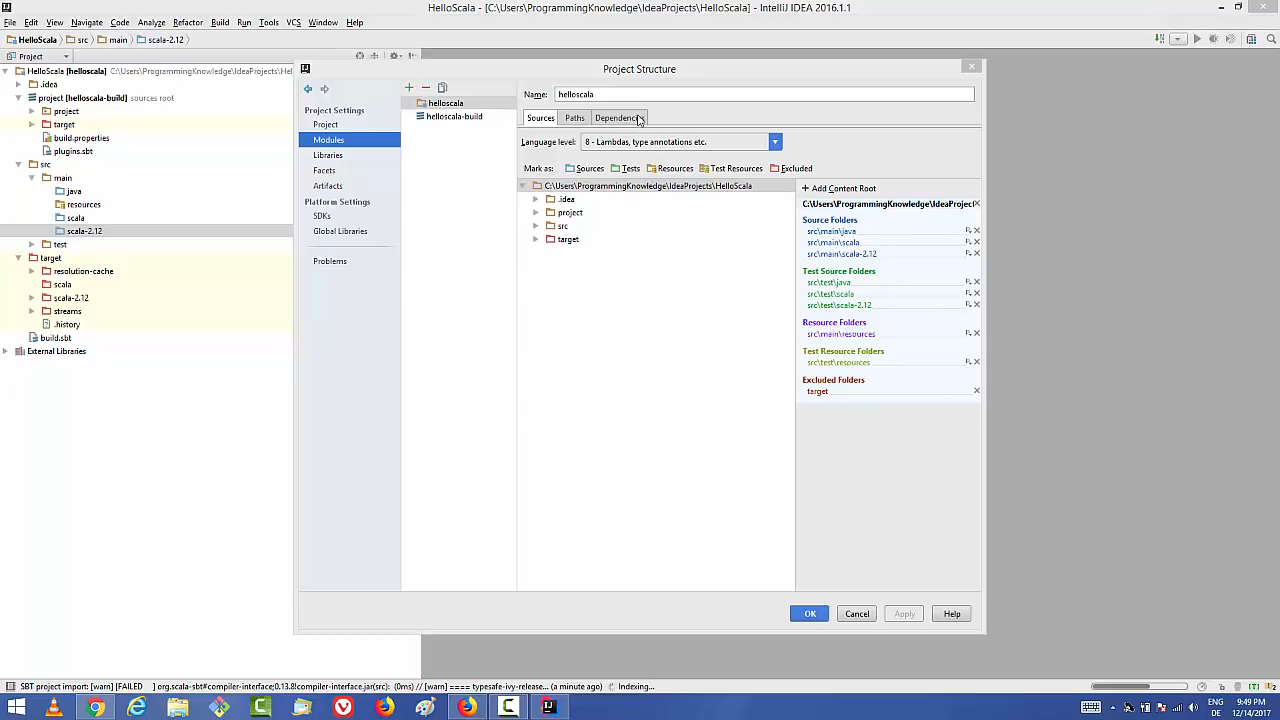 HelloScala - [C:\Users\ProgrammingKnowledge\IdeaProjects\HelloScala] - IntelliJ IDEA 2016.1.1
File Edit View Navigate Code Analyze Refactor Build Run Tools VCS Window Help
HelloScala src main scala-2.12
Project
HelloScala [helloscala] C:\Users\ProgrammingKnowledge\IdeaProjects\Hel
.idea
project [helloscala-build] sources root
project
target
build.properties
plugins.sbt
src
main
java
resources
scala
scala-2.12
test
target
resolution-cache
scala
scala-2.12
streams
.history
build.sbt
External Libraries
Project Structure
Project Settings
Project
Modules
Libraries
Facets
Artifacts
Platform Settings
SDKs
Global Libraries
Problems
helloscala
helloscala-build
Name: helloscala
Sources Paths Dependencies
Language level: 8 - Lambdas, type annotations etc.
Mark as: Sources Tests Resources Test Resources Excluded
C:\Users\ProgrammingKnowledge\IdeaProjects\HelloScala
.idea
project
src
target
+ Add Content Root
C:\Users\ProgrammingKnowledge\IdeaProject
Source Folders
src\main\java
src\main\scala
src\main\scala-2.12
Test Source Folders
src\test\java
src\test\scala
src\test\scala-2.12
Resource Folders
src\main\resources
Test Resource Folders
src\test\resources
Excluded Folders
target
OK Cancel Apply Help
SBT project import: [warn] [FAILED ] org.scala-sbt#compiler-interface;0.13.8!compiler-interface.jar(src): (0ms) // [warn] ==== typesafe-ivy-release... (a minute ago) Indexing...
ENG 9:49 PM
DE 12/14/2017